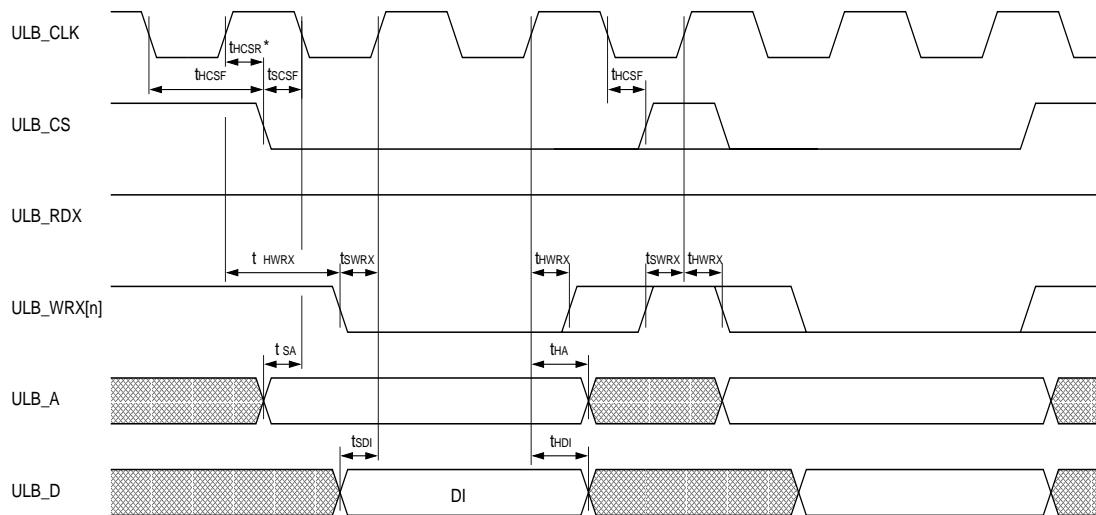 ULB_CLK
tHCSR *
tHCSF
tSCSF
tHCSF
ULB_CS
ULB_RDX
t HWRX
tSWRX
tHWRX
tSWRX
tHWRX
ULB_WRX[n]
t SA
tHA
ULB_A
tSDI
tHDI
ULB_D
DI